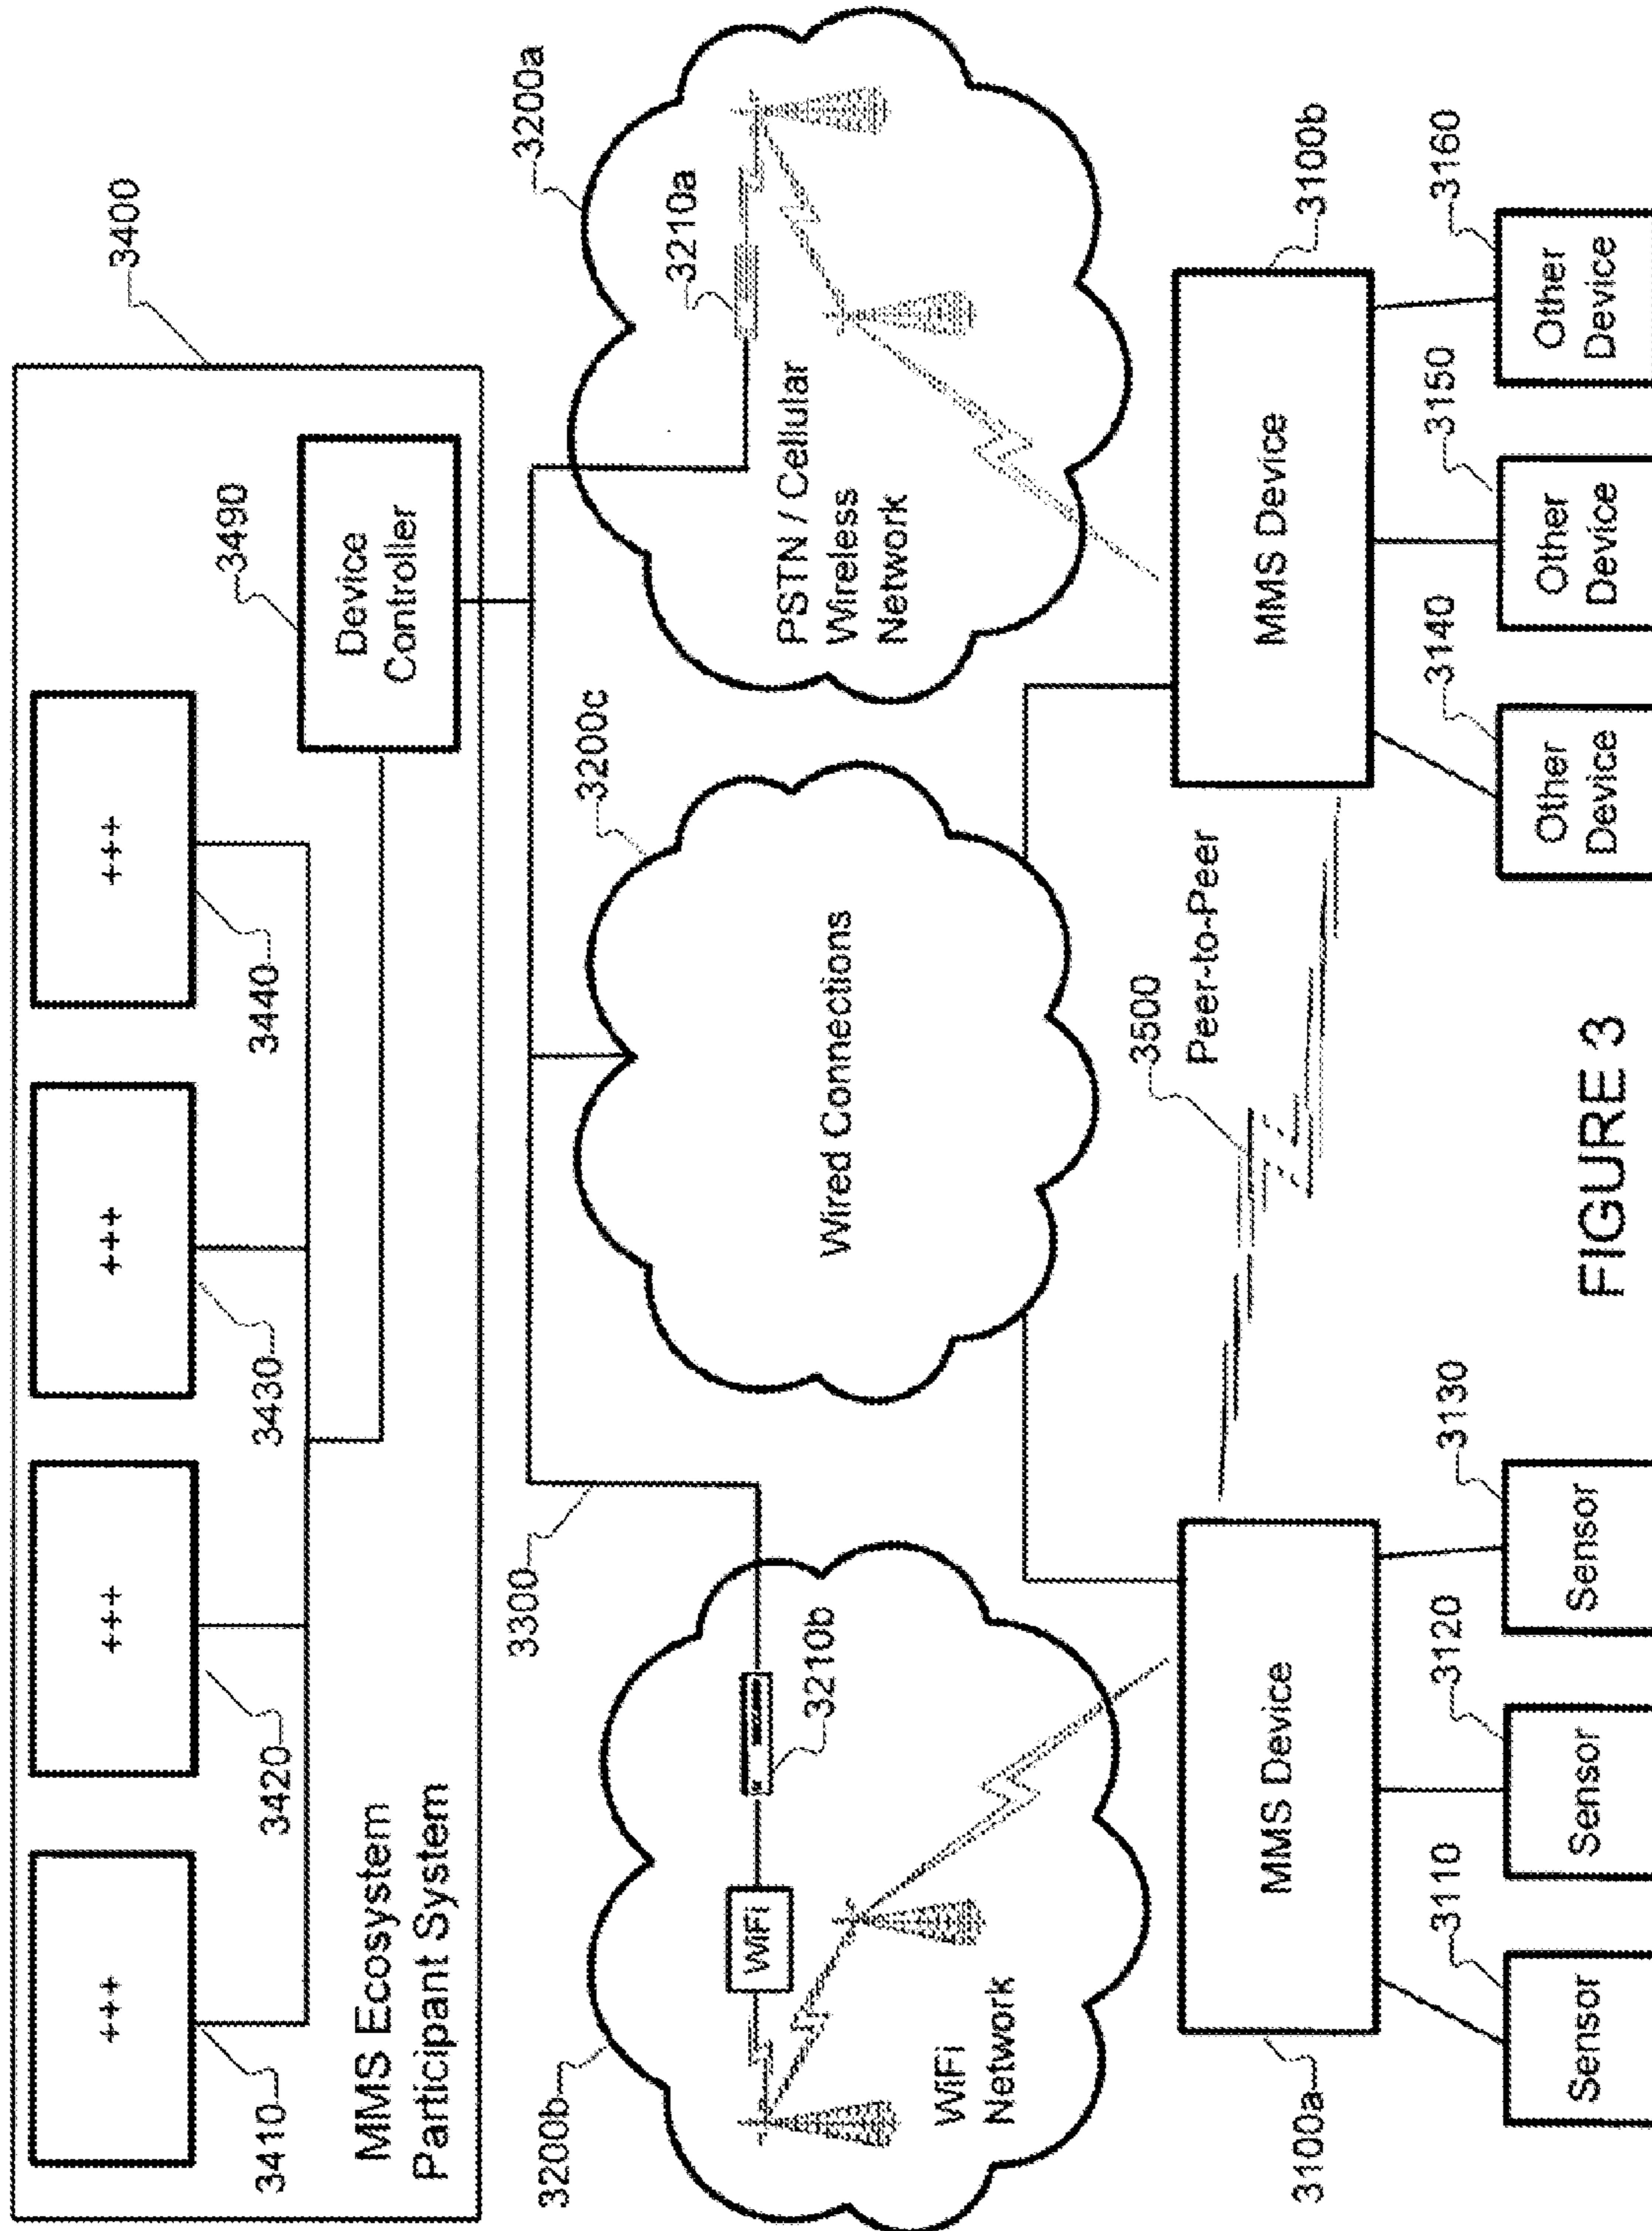 3400
+++
+++
+++
+++
3410
3420
3430
3440
3490
MMS Ecosystem
Participant System
Device
Controller
3300
3200b
3200c
3200a
3210b
3210a
WiFi
WiFi
Network
Wired Connections
PSTN / Cellular
Wireless
Network
3500
Peer-to-Peer
3100a
MMS Device
MMS Device
3100b
3110
3120
3130
3140
3150
3160
Sensor
Sensor
Sensor
Other
Device
Other
Device
Other
Device
FIGURE 3